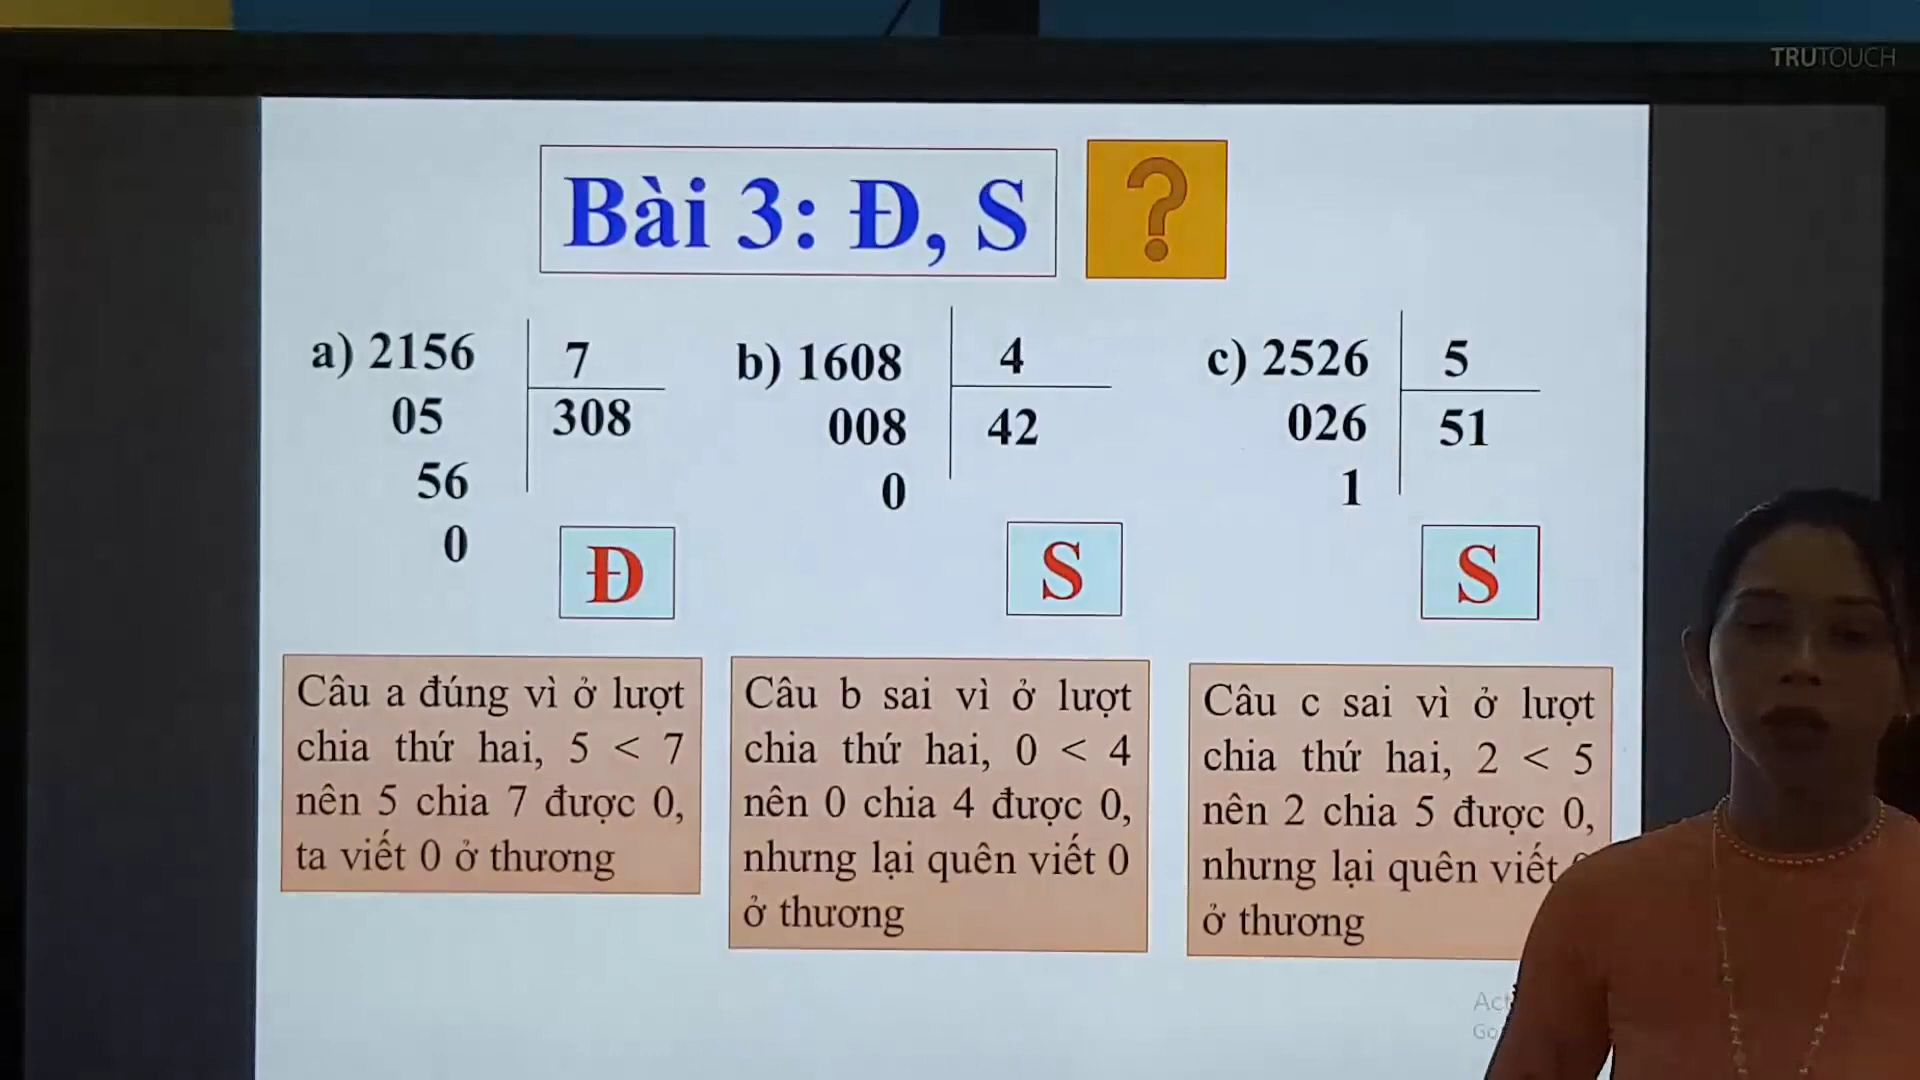 TRUTOUCH
Bài 3: Đ, S ?
a) 2156 7
05 308
56
0
Đ
b) 1608 4
008 42
0
S
c) 2526 5
026 51
1
S
Câu a đúng vì ở lượt
chia thứ hai, 5 < 7
nên 5 chia 7 được 0,
ta viết 0 ở thương
Câu b sai vì ở lượt
chia thứ hai, 0 < 4
nên 0 chia 4 được 0,
nhưng lại quên viết 0
ở thương
Câu c sai vì ở lượt
chia thứ hai, 2 < 5
nên 2 chia 5 được 0,
nhưng lại quên viết
ở thương